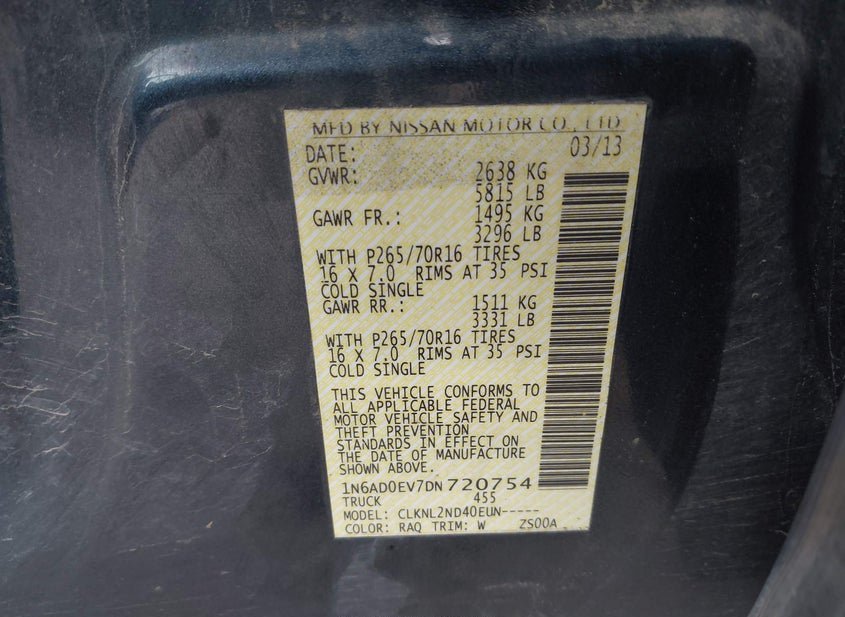 MFD BY NISSAN MOTOR CO., LTD.
DATE: 03/13
GVWR: 2638 KG
5815 LB
GAWR FR.: 1495 KG
3296 LB
WITH P265/70R16 TIRES
16 X 7.0 RIMS AT 35 PSI
COLD SINGLE
GAWR RR.: 1511 KG
3331 LB
WITH P265/70R16 TIRES
16 X 7.0 RIMS AT 35 PSI
COLD SINGLE
THIS VEHICLE CONFORMS TO
ALL APPLICABLE FEDERAL
MOTOR VEHICLE SAFETY AND
THEFT PREVENTION
STANDARDS IN EFFECT ON
THE DATE OF MANUFACTURE
SHOWN ABOVE.
1N6AD0EV7DN720754
TRUCK 455
MODEL: CLKNL2ND40EUN-----
COLOR: RAQ TRIM: W ZS00A